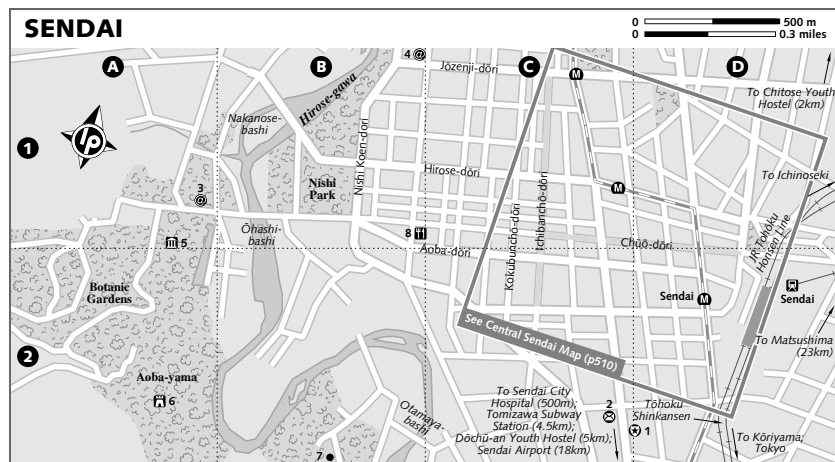 SENDAI
0 500 m
0 0.3 miles
A
B
C
D
1
2
4
Jōzenji-dōri
To Chitose Youth
Hostel (2km)
Hirose-gawa
Nakanose-
bashi
Nishi Koen-dōri
Hirose-dōri
Nishi
Park
To Ichinoseki
3
Ōhashi-
bashi
8
Aoba-dōri
Kokubunchō-dōri
Ichibanchō-dōri
Chūō-dōri
JR Tōhoku
Honsen Line
5
Botanic
Gardens
M
M
Sendai M
Sendai
See Central Sendai Map (p510)
To Matsushima
(23km)
Aoba-yama
6
To Sendai City
Hospital (500m);
Tomizawa Subway
Station (4.5km);
Dōchū-an Youth Hostel (5km);
Sendai Airport (18km)
2
1
Tōhoku
Shinkansen
Otamaya-
bashi
7
To Kōriyama;
Tokyo
lp